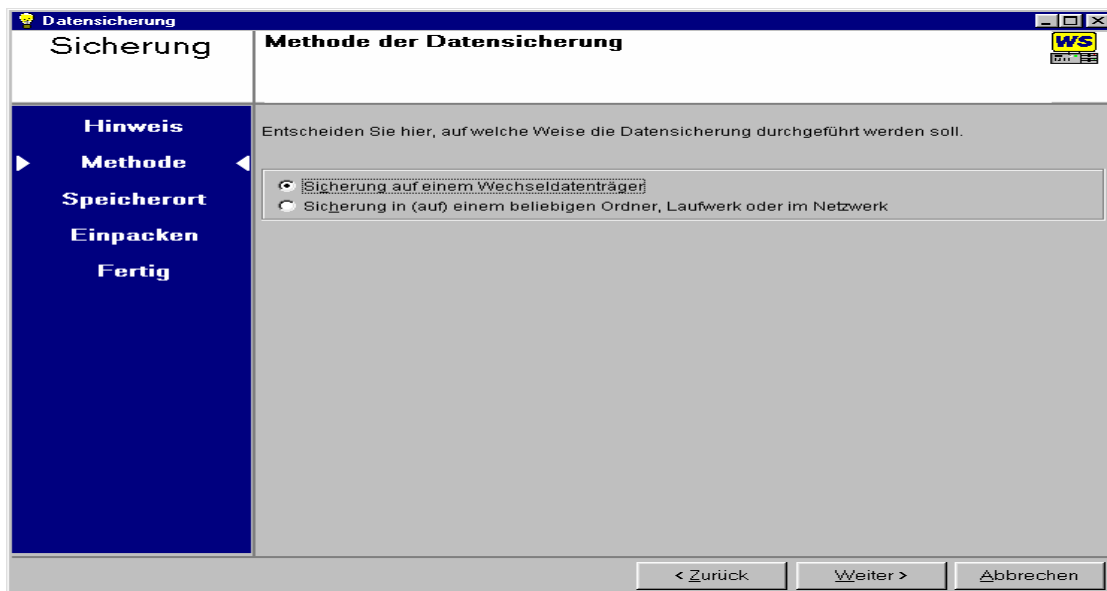 Datensicherung
Sicherung
Methode der Datensicherung
WS
Hinweis
Methode
Speicherort
Einpacken
Fertig
Entscheiden Sie hier, auf welche Weise die Datensicherung durchgeführt werden soll.
Sicherung auf einem Wechseldatenträger
Sicherung in (auf) einem beliebigen Ordner, Laufwerk oder im Netzwerk
< Zurück
Weiter >
Abbrechen